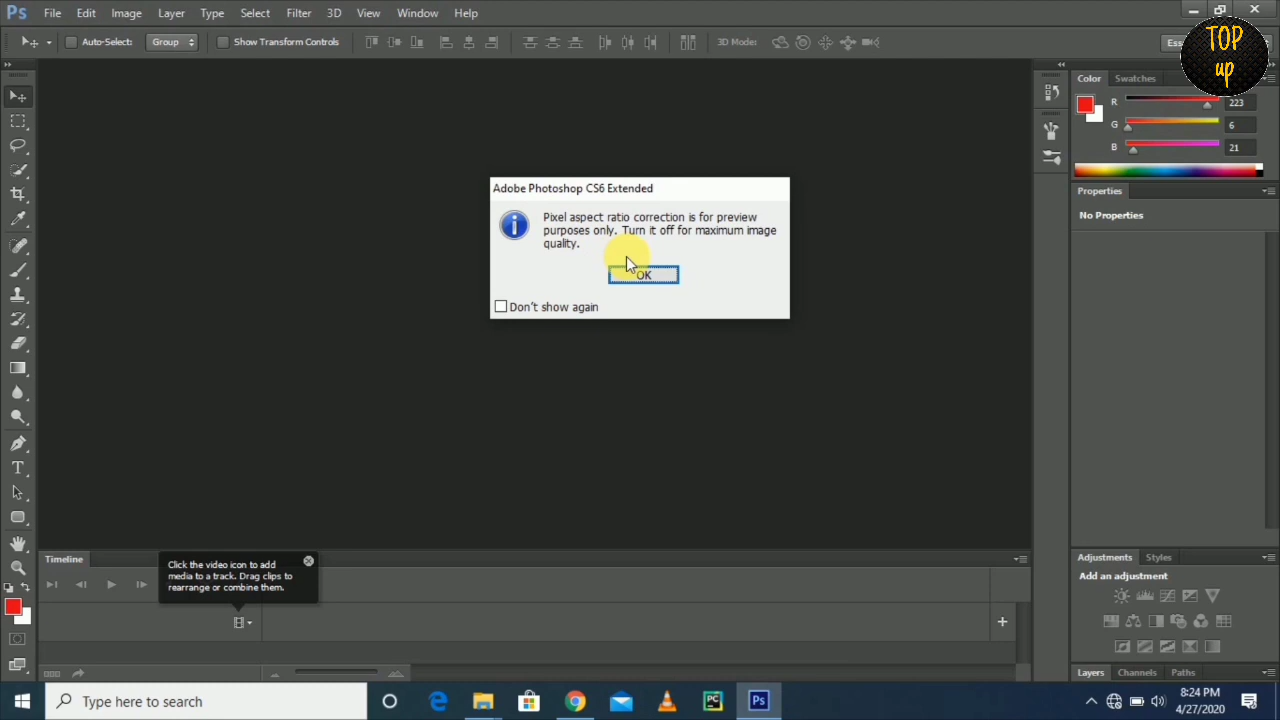 Ps File Edit Image Layer Type Select Filter 3D View Window Help
Auto-Select: Group Show Transform Controls 3D Mode:
TOP
up
Color Swatches
R 223
G 6
B 21
Properties
No Properties
Adobe Photoshop CS6 Extended
Pixel aspect ratio correction is for preview
purposes only. Turn it off for maximum image
quality.
OK
Don't show again
Timeline
Click the video icon to add
media to a track. Drag clips to
rearrange or combine them.
Adjustments Styles
Add an adjustment
Layers Channels Paths
Type here to search
PC
Ps
8:24 PM
4/27/2020